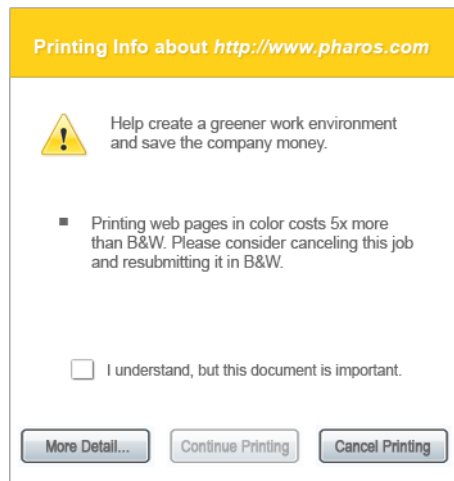 Printing Info about http://www.pharos.com
Help create a greener work environment
and save the company money.
Printing web pages in color costs 5x more
than B&W. Please consider canceling this job
and resubmitting it in B&W.
I understand, but this document is important.
More Detail...
Continue Printing
Cancel Printing